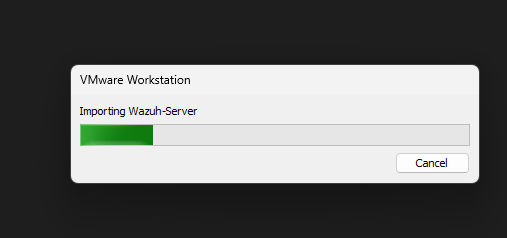 VMware Workstation
Importing Wazuh-Server
Cancel